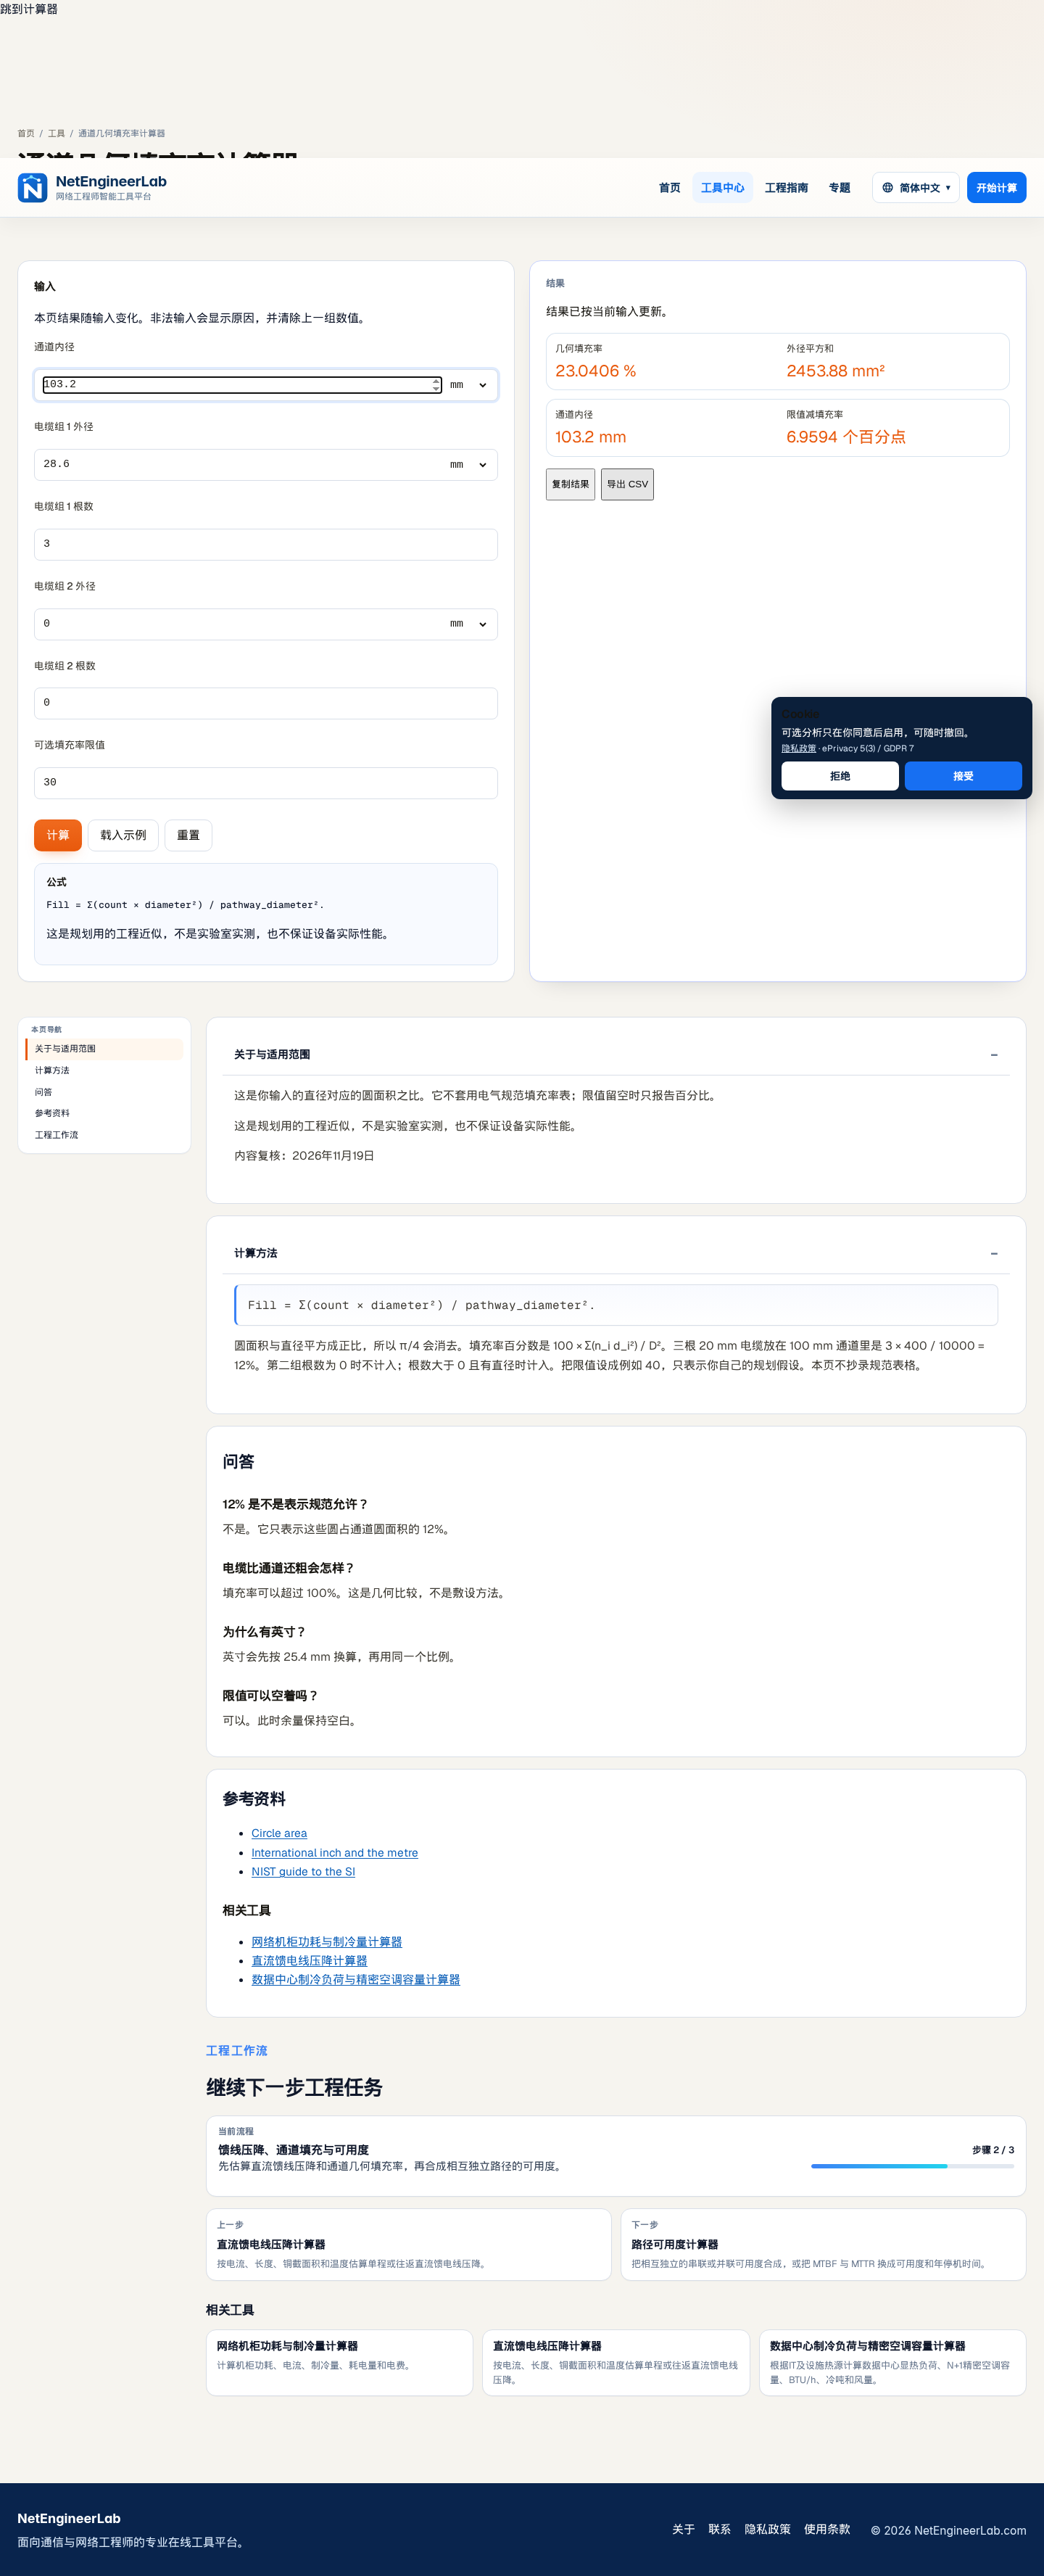 跳到计算器
首页 / 工具 / 通道几何填充率计算器
通道几何填充率计算器
NetEngineerLab
网络工程师智能工具平台
首页
工具中心
工程指南
专题
简体中文 ▾
开始计算
输入
本页结果随输入变化。非法输入会显示原因，并清除上一组数值。
通道内径
103.2
mm
电缆组 1 外径
28.6
mm
电缆组 1 根数
3
电缆组 2 外径
0
mm
电缆组 2 根数
0
可选填充率限值
30
计算
载入示例
重置
公式
Fill = Σ(count × diameter²) / pathway_diameter².
这是规划用的工程近似，不是实验室实测，也不保证设备实际性能。
结果
结果已按当前输入更新。
几何填充率
23.0406 %
外径平方和
2453.88 mm²
通道内径
103.2 mm
限值减填充率
6.9594 个百分点
复制结果
导出 CSV
Cookie
可选分析只在你同意后启用，可随时撤回。
隐私政策 · ePrivacy 5(3) / GDPR 7
拒绝
接受
本页导航
关于与适用范围
计算方法
问答
参考资料
工程工作流
关于与适用范围
−
这是你输入的直径对应的圆面积之比。它不套用电气规范填充率表；限值留空时只报告百分比。
这是规划用的工程近似，不是实验室实测，也不保证设备实际性能。
内容复核：2026年11月19日
计算方法
−
Fill = Σ(count × diameter²) / pathway_diameter².
圆面积与直径平方成正比，所以 π/4 会消去。填充率百分数是 100 × Σ(n_i d_i²) / D²。三根 20 mm 电缆放在 100 mm 通道里是 3 × 400 / 10000 =
12%。第二组根数为 0 时不计入；根数大于 0 且有直径时计入。把限值设成例如 40，只表示你自己的规划假设。本页不抄录规范表格。
问答
12% 是不是表示规范允许？
不是。它只表示这些圆占通道圆面积的 12%。
电缆比通道还粗会怎样？
填充率可以超过 100%。这是几何比较，不是敷设方法。
为什么有英寸？
英寸会先按 25.4 mm 换算，再用同一个比例。
限值可以空着吗？
可以。此时余量保持空白。
参考资料
Circle area
International inch and the metre
NIST guide to the SI
相关工具
网络机柜功耗与制冷量计算器
直流馈电线压降计算器
数据中心制冷负荷与精密空调容量计算器
工程工作流
继续下一步工程任务
当前流程
馈线压降、通道填充与可用度
先估算直流馈线压降和通道几何填充率，再合成相互独立路径的可用度。
步骤 2 / 3
上一步
直流馈电线压降计算器
按电流、长度、铜截面积和温度估算单程或往返直流馈电线压降。
下一步
路径可用度计算器
把相互独立的串联或并联可用度合成，或把 MTBF 与 MTTR 换成可用度和年停机时间。
相关工具
网络机柜功耗与制冷量计算器
计算机柜功耗、电流、制冷量、耗电量和电费。
直流馈电线压降计算器
按电流、长度、铜截面积和温度估算单程或往返直流馈电线
压降。
数据中心制冷负荷与精密空调容量计算器
根据IT及设施热源计算数据中心显热负荷、N+1精密空调容
量、BTU/h、冷吨和风量。
NetEngineerLab
面向通信与网络工程师的专业在线工具平台。
关于
联系
隐私政策
使用条款
© 2026 NetEngineerLab.com